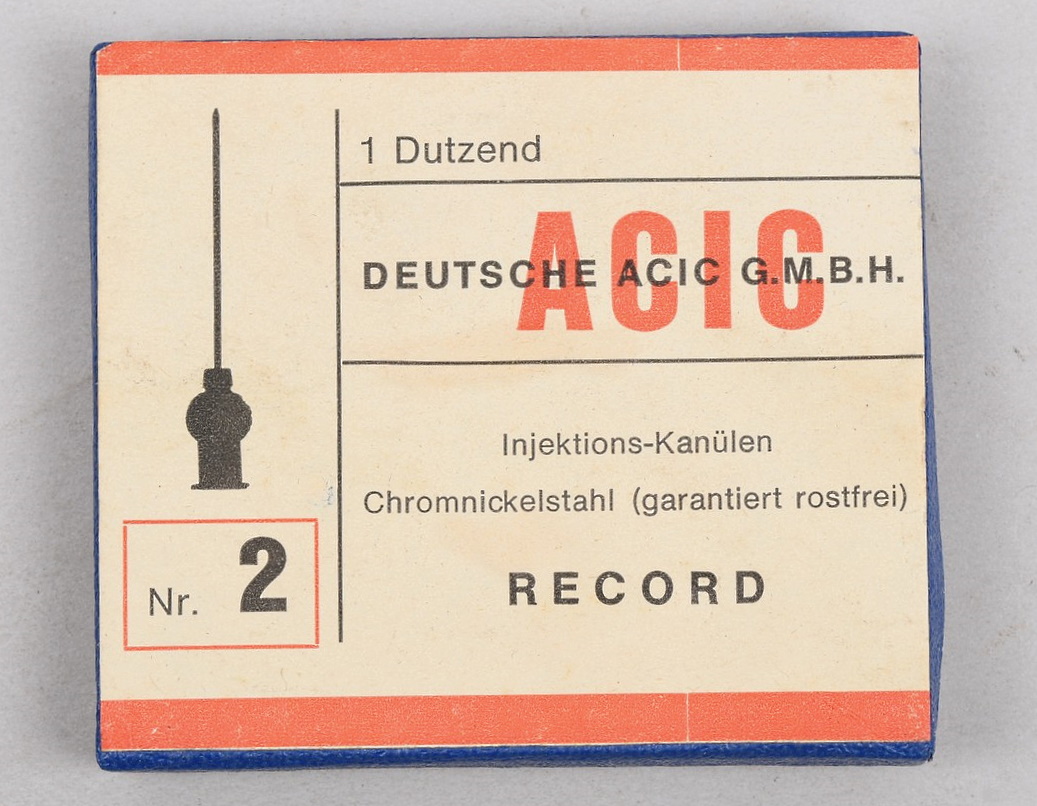 1 Dutzend
ACIC
DEUTSCHE ACIC G.M.B.H.
Injektions-Kanülen
Chromnickelstahl (garantiert rostfrei)
RECORD
Nr. 2